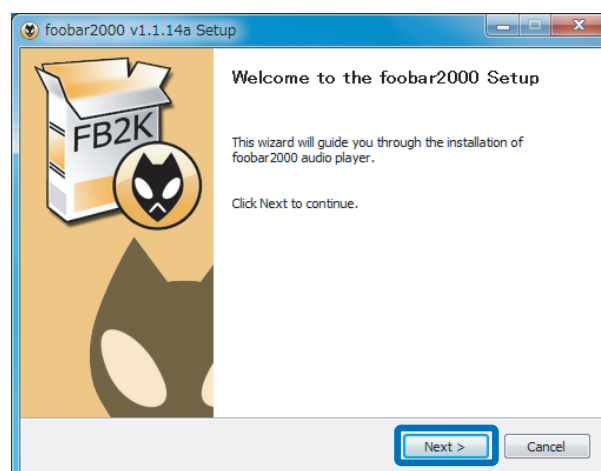 foobar2000 v1.1.14a Setup
FB2K
Welcome to the foobar2000 Setup
This wizard will guide you through the installation of
foobar2000 audio player.
Click Next to continue.
Next >
Cancel